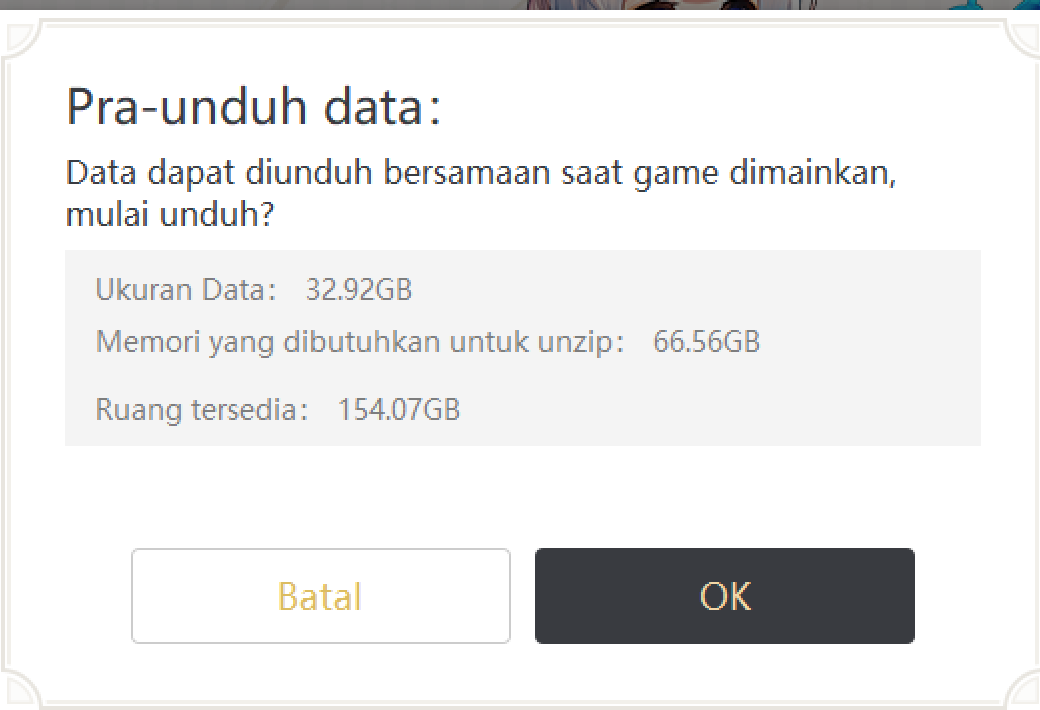 Pra-unduh data:
Data dapat diunduh bersamaan saat game dimainkan,
mulai unduh?
Ukuran Data: 32.92GB
Memori yang dibutuhkan untuk unzip: 66.56GB
Ruang tersedia: 154.07GB
Batal
OK